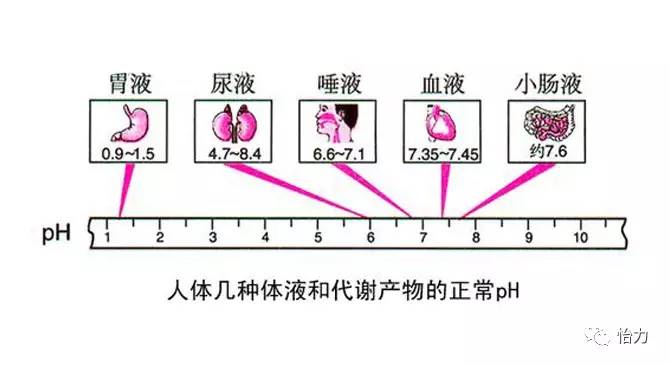 胃液 尿液 唾液 血液 小肠液
0.9~1.5 4.7~8.4 6.6~7.1 7.35~7.45 约7.6
pH 1 2 3 4 5 6 7 8 9 10
人体几种体液和代谢产物的正常pH
怡力